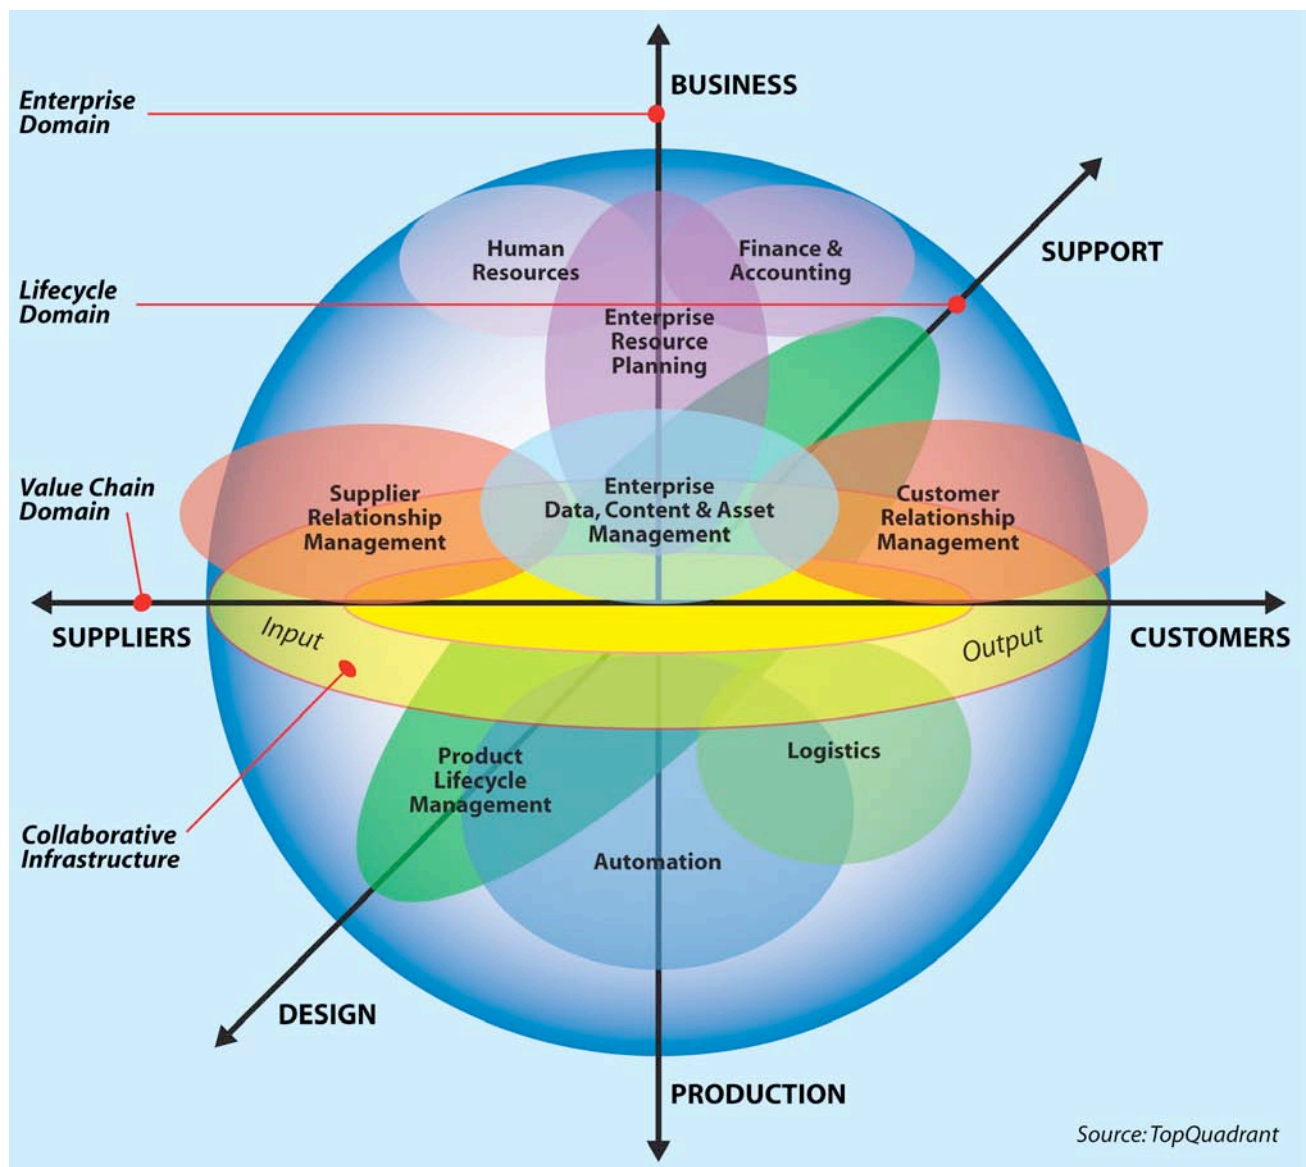 BUSINESS
Enterprise
Domain
SUPPORT
Human
Resources
Finance &
Accounting
Lifecycle
Domain
Enterprise
Resource
Planning
Value Chain
Domain
Supplier
Relationship
Management
Enterprise
Data, Content & Asset
Management
Customer
Relationship
Management
SUPPLIERS
Input
Output
CUSTOMERS
Product
Lifecycle
Management
Logistics
Collaborative
Infrastructure
Automation
DESIGN
PRODUCTION
Source: TopQuadrant